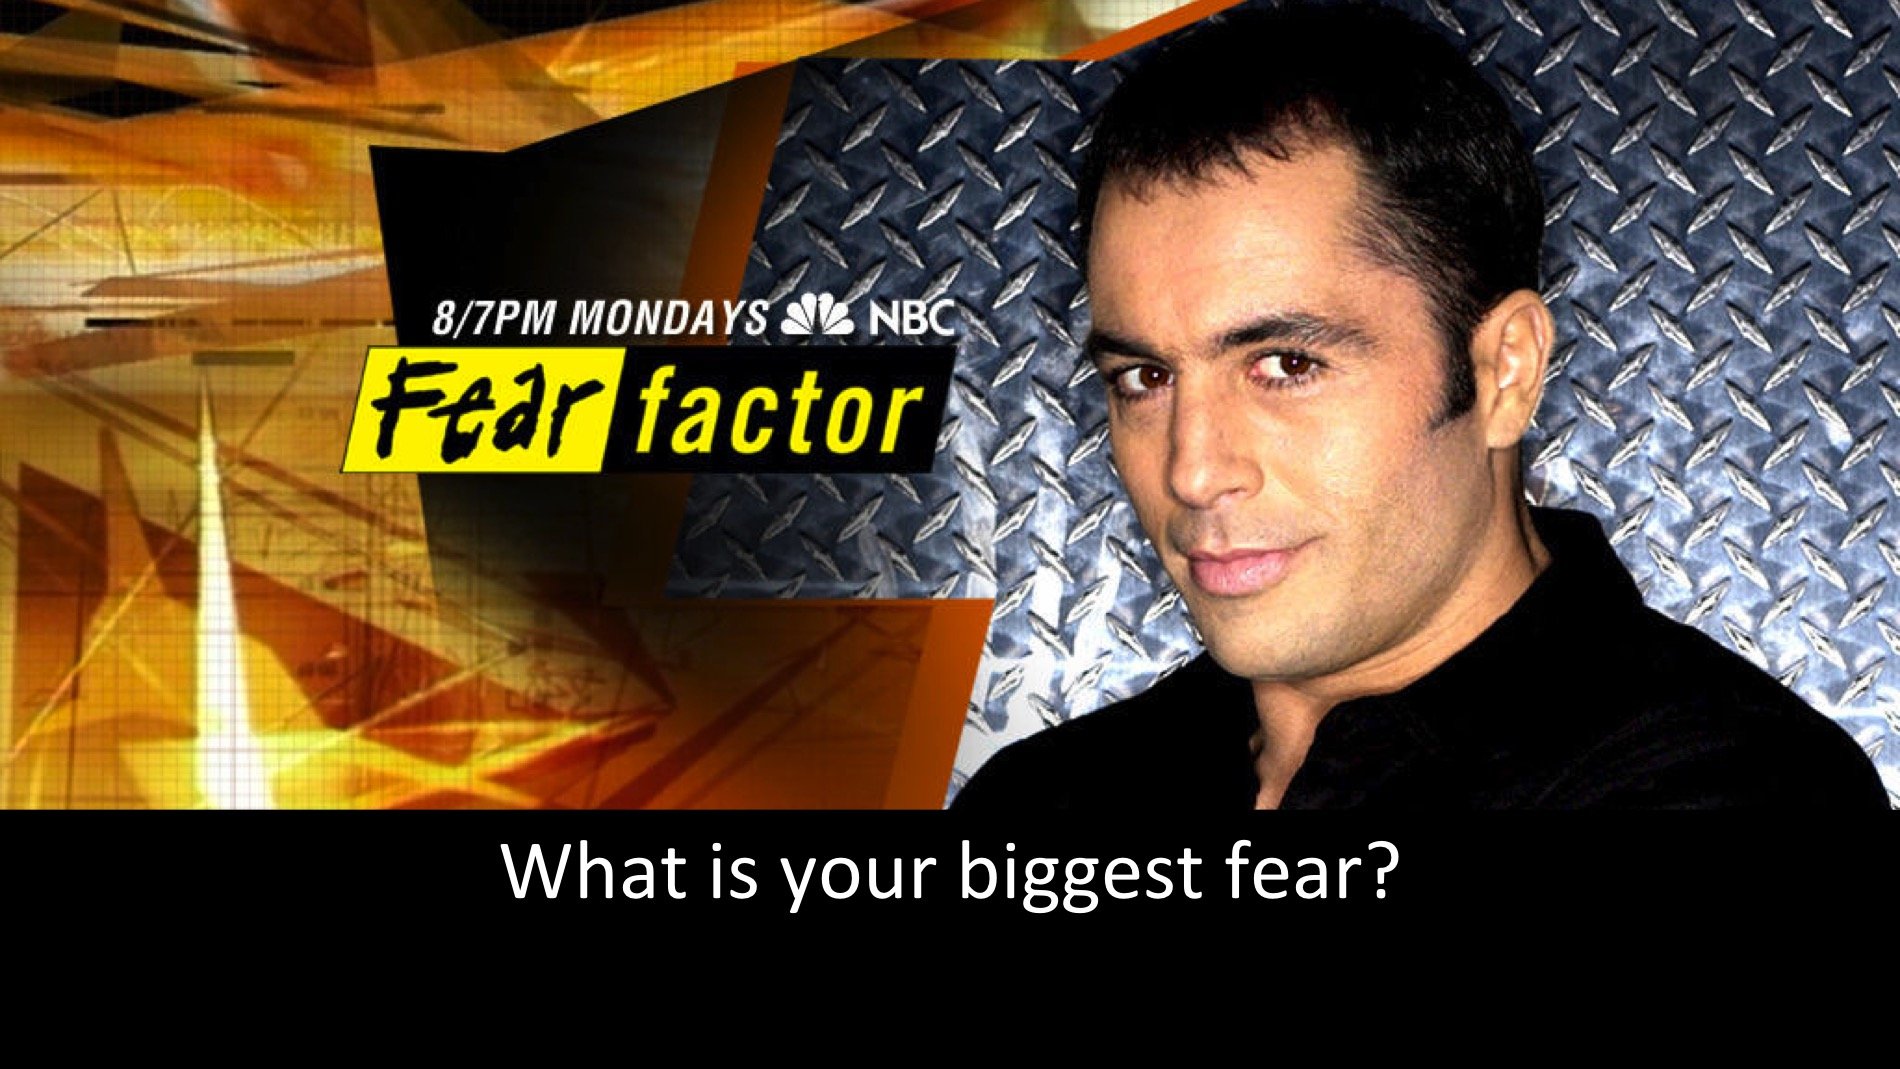 8/7PM MONDAYS NBC
Fear factor
What is your biggest fear?